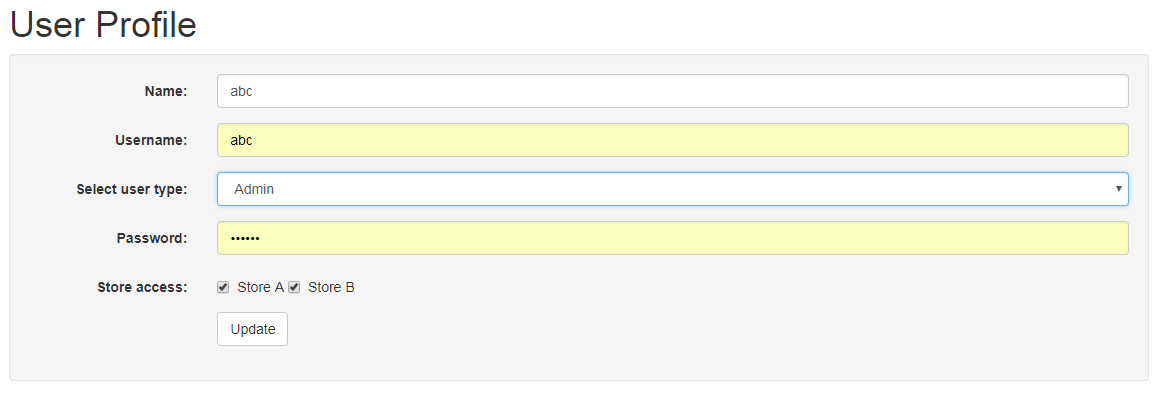 User Profile
Name: abc
Username: abc
Select user type: Admin
Password: ••••••
Store access: Store A Store B
Update